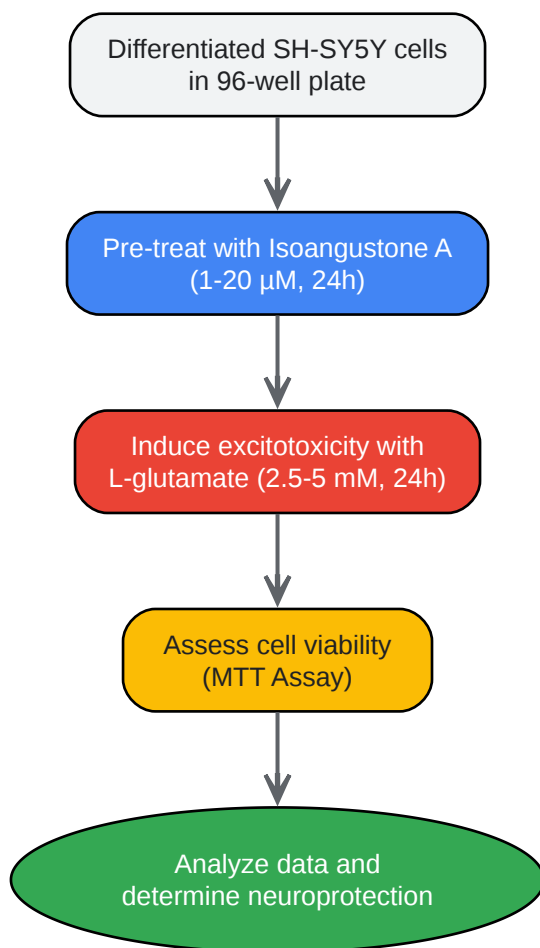 Differentiated SH-SY5Y cells
in 96-well plate
Pre-treat with Isoangustone A
(1-20 µM, 24h)
Induce excitotoxicity with
L-glutamate (2.5-5 mM, 24h)
Assess cell viability
(MTT Assay)
Analyze data and
determine neuroprotection